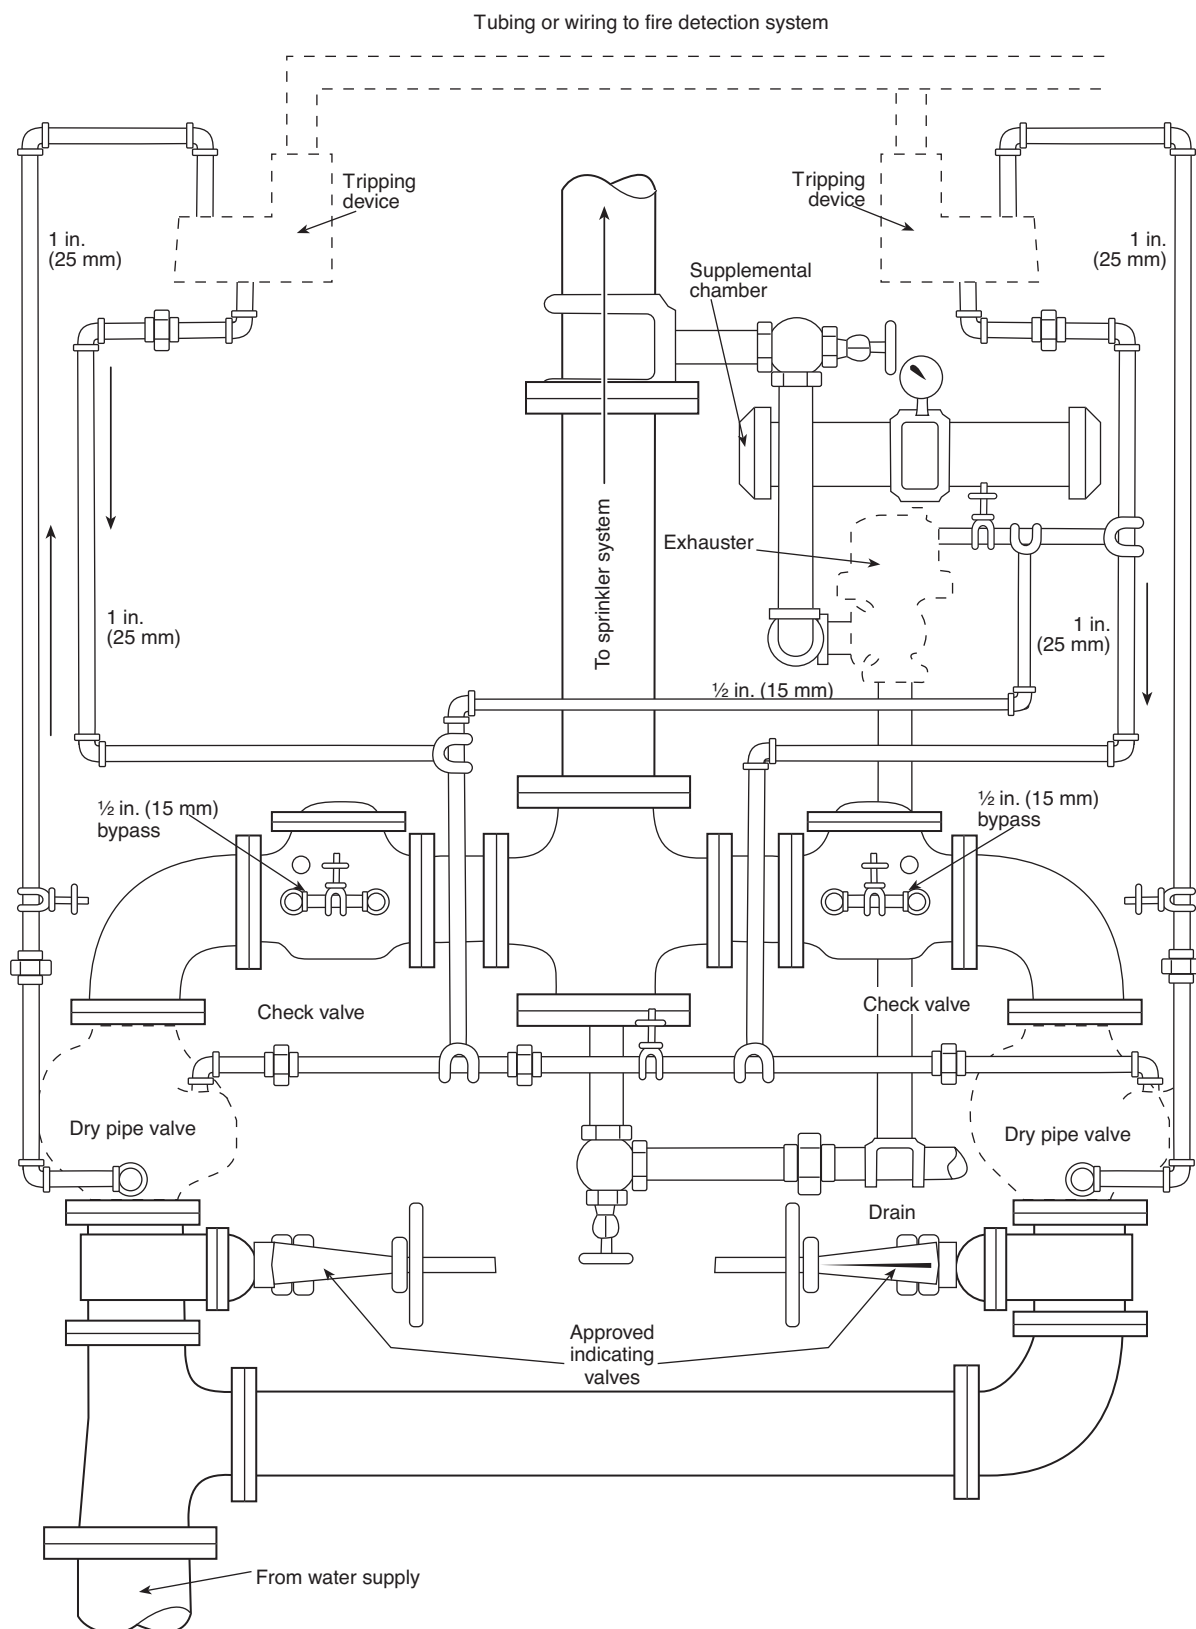 Tubing or wiring to fire detection system
Tripping
device
Tripping
device
1 in.
(25 mm)
1 in.
(25 mm)
Supplemental
chamber
To sprinkler system
Exhauster
1 in.
(25 mm)
1 in.
(25 mm)
½ in. (15 mm)
½ in. (15 mm)
bypass
½ in. (15 mm)
bypass
Check valve
Check valve
Dry pipe valve
Dry pipe valve
Drain
Approved
indicating
valves
From water supply